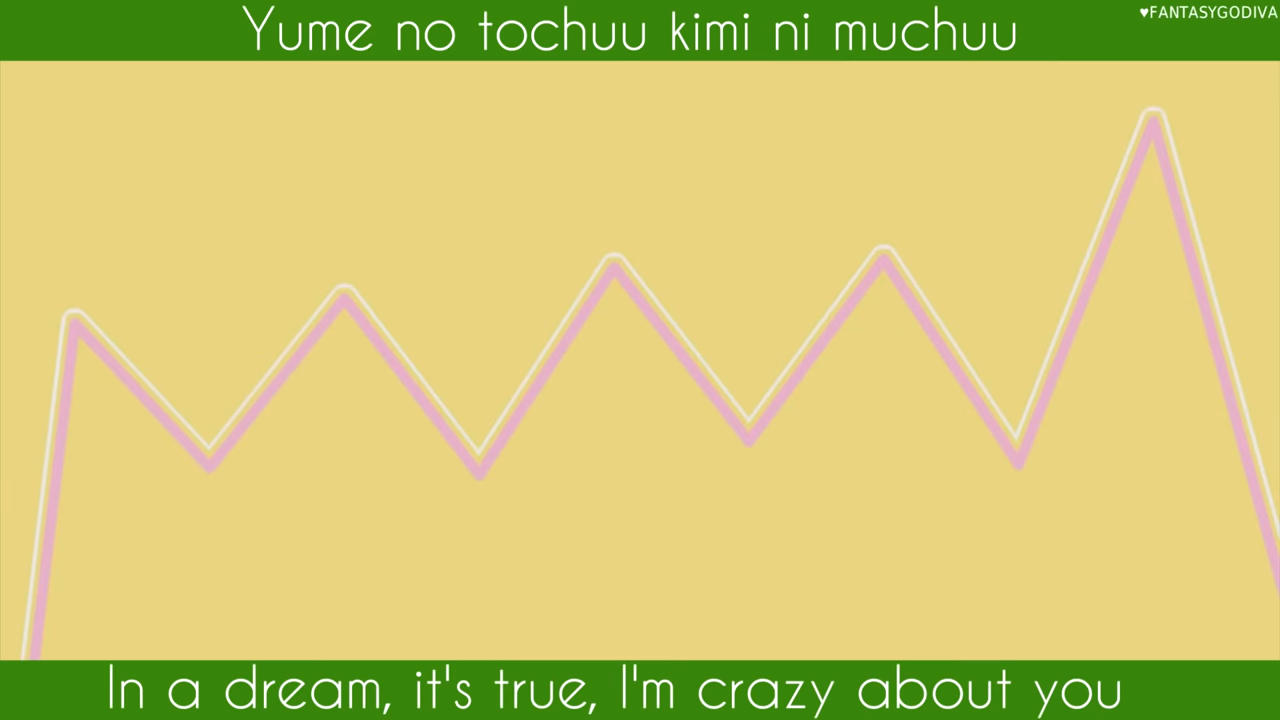 Yume no tochuu kimi ni muchuu
♥FANTASYGODIVA
In a dream, it's true, I'm crazy about you